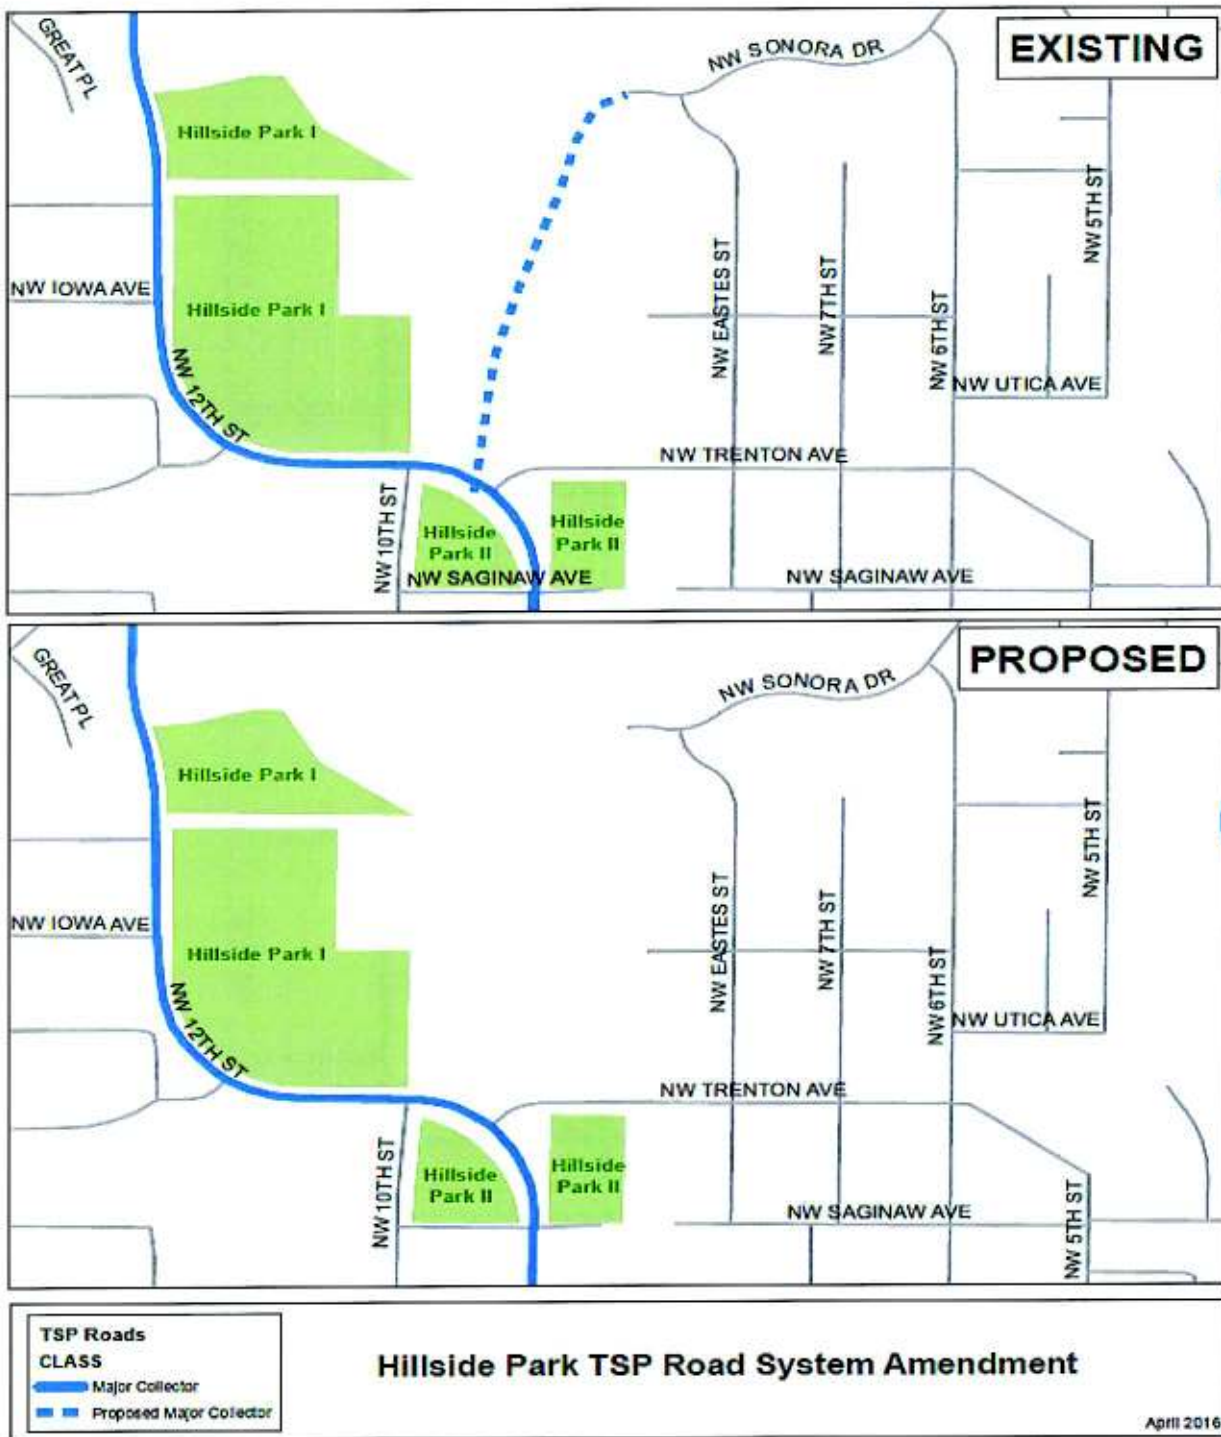 EXISTING
GREAT PL
NW SONORA DR
Hillside Park I
NW 5TH ST
NW IOWA AVE
Hillside Park I
NW EASTES ST
NW 7TH ST
NW 6TH ST
NW 12TH ST
NW UTICA AVE
NW TRENTON AVE
NW 10TH ST
Hillside
Park II
Hillside
Park II
NW SAGINAW AVE
NW SAGINAW AVE
PROPOSED
GREAT PL
NW SONORA DR
Hillside Park I
NW 5TH ST
NW IOWA AVE
Hillside Park I
NW EASTES ST
NW 7TH ST
NW 6TH ST
NW 12TH ST
NW UTICA AVE
NW TRENTON AVE
NW 10TH ST
Hillside
Park II
Hillside
Park II
NW SAGINAW AVE
NW 5TH ST
TSP Roads
CLASS
Major Collector
Proposed Major Collector
Hillside Park TSP Road System Amendment
April 2016